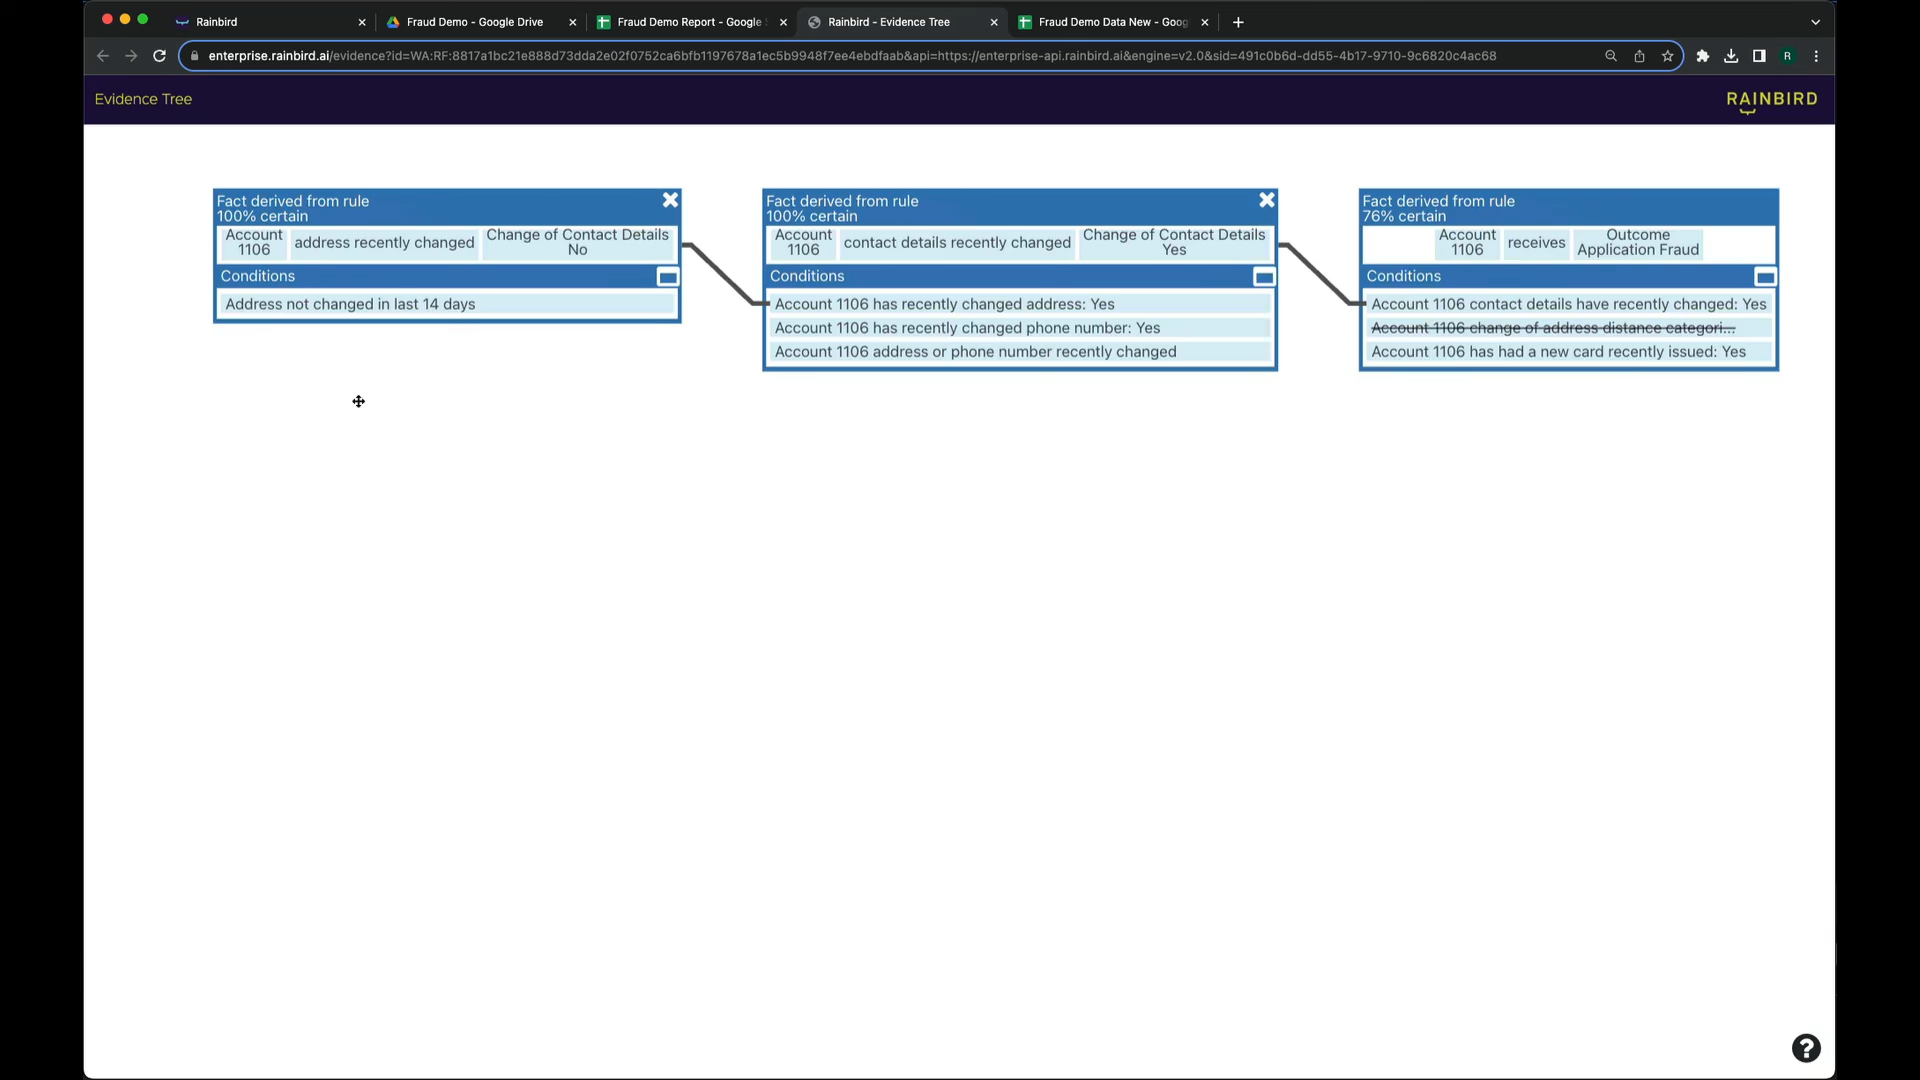 Rainbird
Fraud Demo - Google Drive
Fraud Demo Report - Google
Rainbird - Evidence Tree
Fraud Demo Data New - Goog
enterprise.rainbird.ai/evidence?id=WA:RF:8817a1bc21e888d73dda2e02f0752ca6bfb1197678a1ec5b9948f7ee4ebdfaab&api=https://enterprise-api.rainbird.ai&engine=v2.0&sid=491c0b6d-dd55-4b17-9710-9c6820c4ac68
R
Evidence Tree
RAINBIRD
Fact derived from rule
100% certain
Account
1106
address recently changed
Change of Contact Details
No
Conditions
Address not changed in last 14 days
Fact derived from rule
100% certain
Account
1106
contact details recently changed
Change of Contact Details
Yes
Conditions
Account 1106 has recently changed address: Yes
Account 1106 has recently changed phone number: Yes
Account 1106 address or phone number recently changed
Fact derived from rule
76% certain
Account
1106
receives
Outcome
Application Fraud
Conditions
Account 1106 contact details have recently changed: Yes
Account 1106 change of address distance categori...
Account 1106 has had a new card recently issued: Yes
?